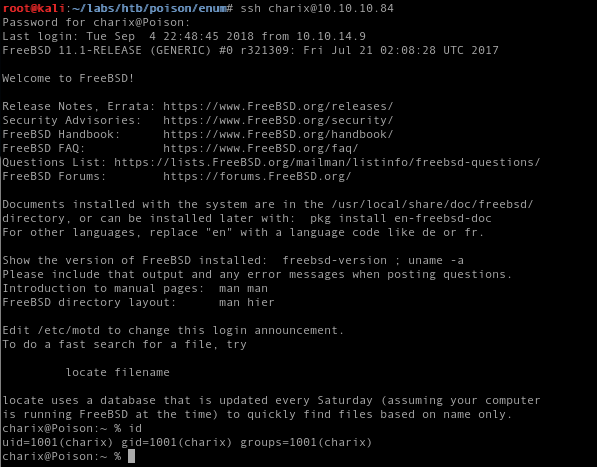 root@kali:~/labs/htb/poison/enum# ssh charix@10.10.10.84
Password for charix@Poison:
Last login: Tue Sep  4 22:48:45 2018 from 10.10.14.9
FreeBSD 11.1-RELEASE (GENERIC) #0 r321309: Fri Jul 21 02:08:28 UTC 2017
Welcome to FreeBSD!
Release Notes, Errata: https://www.FreeBSD.org/releases/
Security Advisories:   https://www.FreeBSD.org/security/
FreeBSD Handbook:      https://www.FreeBSD.org/handbook/
FreeBSD FAQ:           https://www.FreeBSD.org/faq/
Questions List: https://lists.FreeBSD.org/mailman/listinfo/freebsd-questions/
FreeBSD Forums:        https://forums.FreeBSD.org/
Documents installed with the system are in the /usr/local/share/doc/freebsd/
directory, or can be installed later with:  pkg install en-freebsd-doc
For other languages, replace "en" with a language code like de or fr.
Show the version of FreeBSD installed:  freebsd-version ; uname -a
Please include that output and any error messages when posting questions.
Introduction to manual pages:  man man
FreeBSD directory layout:      man hier
Edit /etc/motd to change this login announcement.
To do a fast search for a file, try
locate filename
locate uses a database that is updated every Saturday (assuming your computer
is running FreeBSD at the time) to quickly find files based on name only.
charix@Poison:~ % id
uid=1001(charix) gid=1001(charix) groups=1001(charix)
charix@Poison:~ %